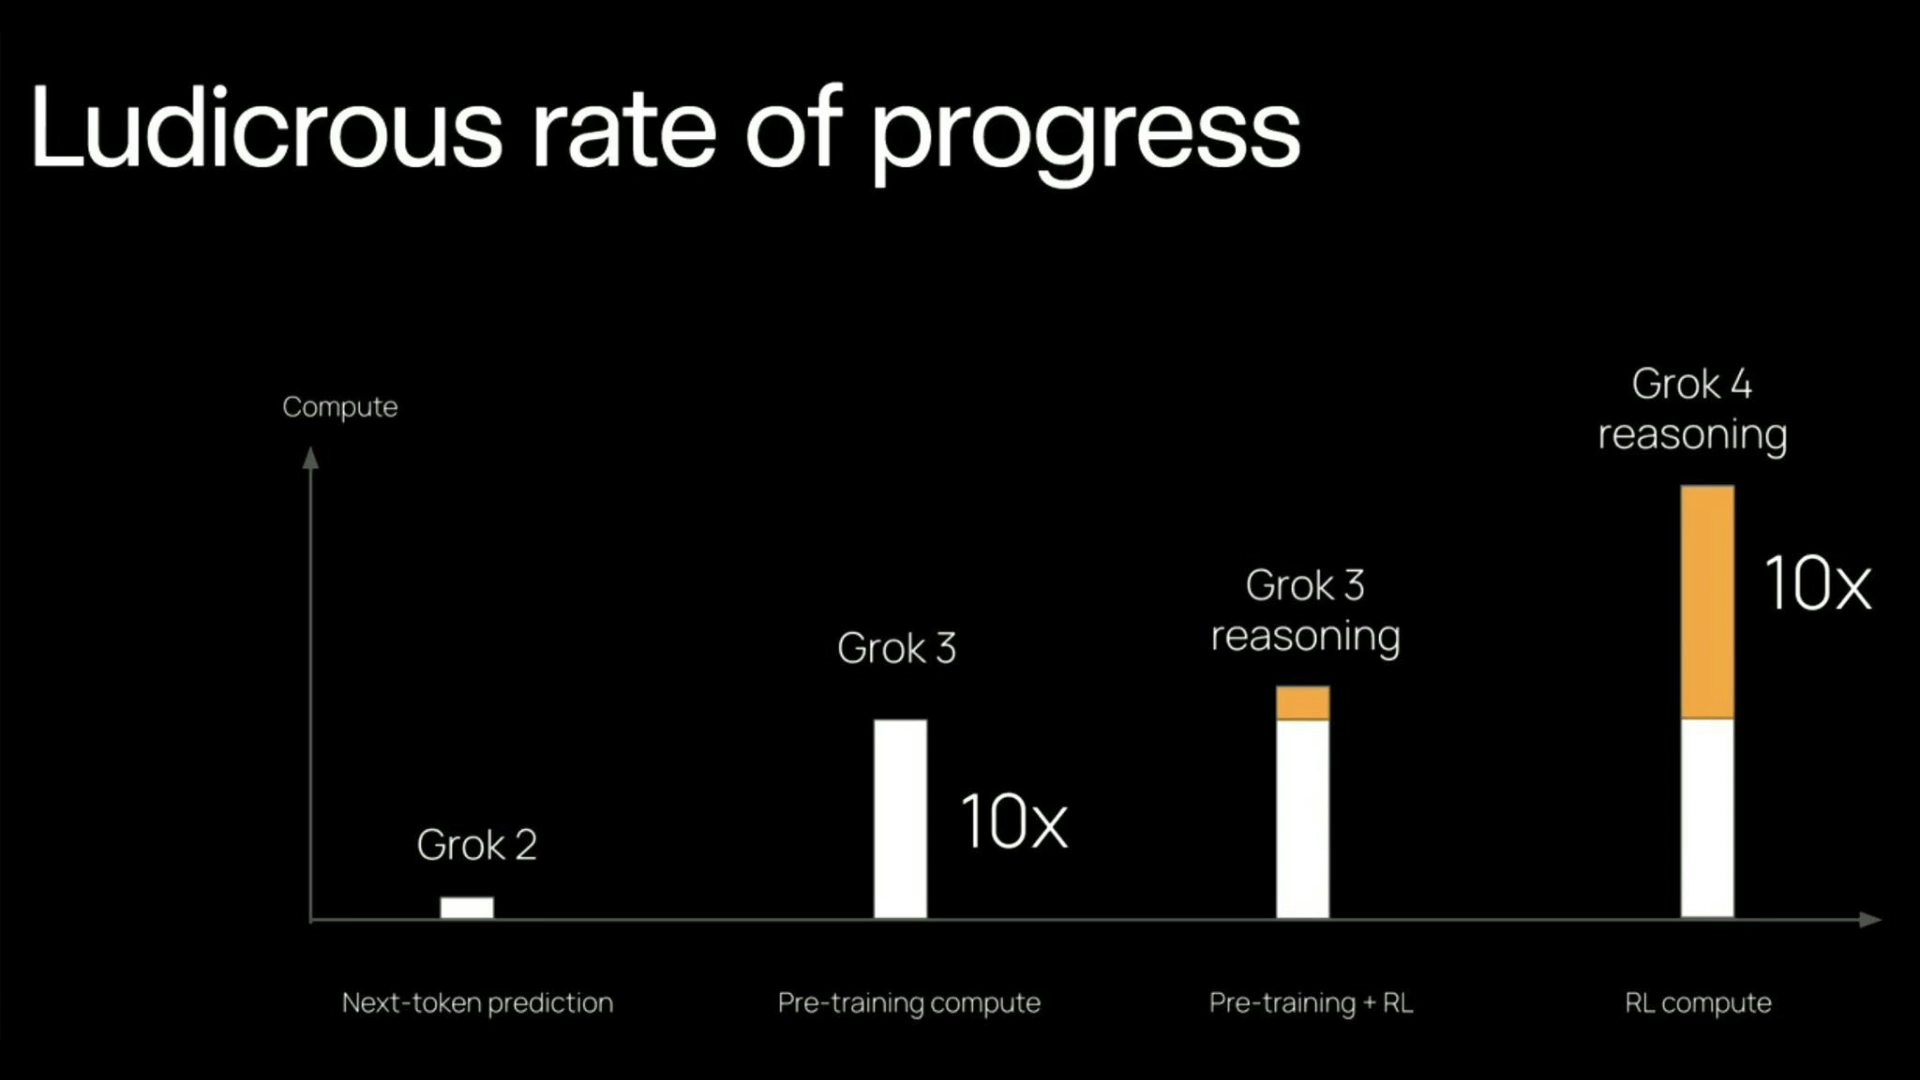 Ludicrous rate of progress
Compute
Grok 2
Grok 3
10x
Grok 3
reasoning
Grok 4
reasoning
10x
Next-token prediction
Pre-training compute
Pre-training + RL
RL compute